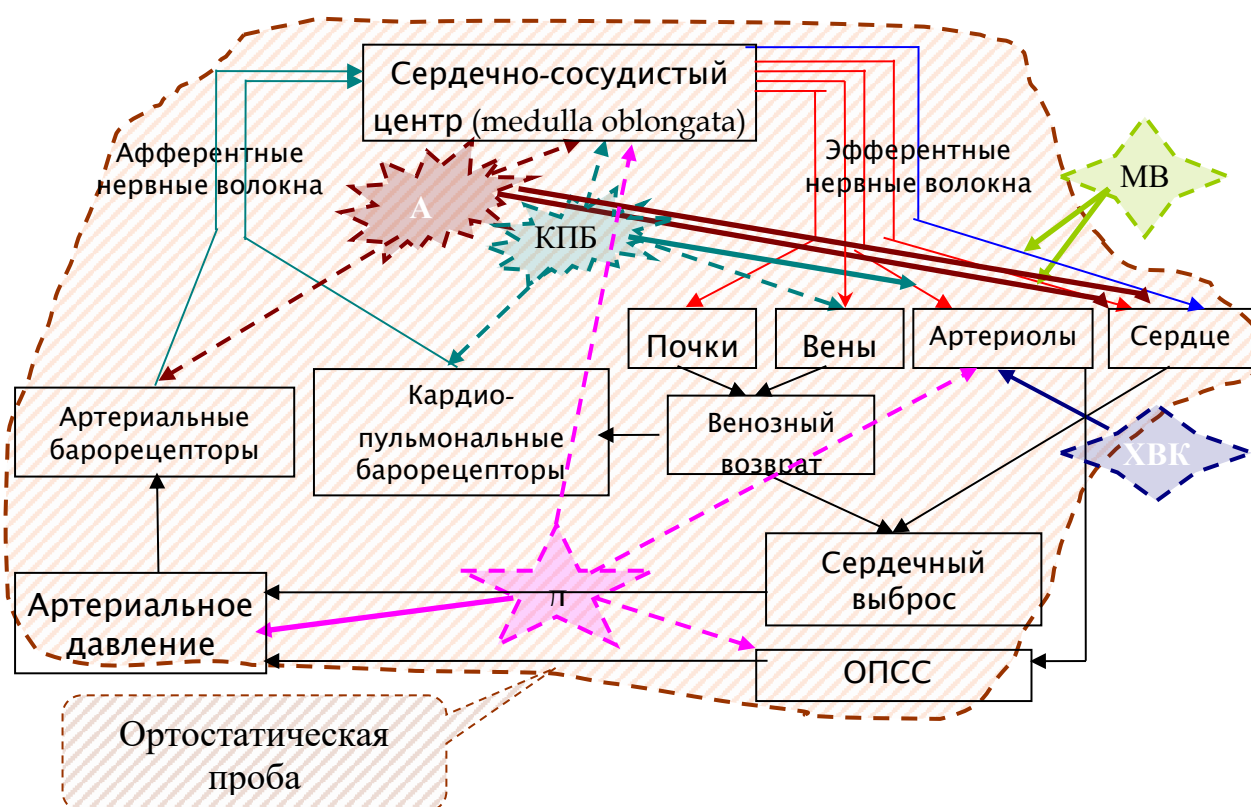 Сердечно-сосудистый
центр (medulla oblongata)
Афферентные
нервные волокна
Эфферентные
нервные волокна
МВ
А
КПБ
Почки
Вены
Артериолы
Сердце
Артериальные
барорецепторы
Кардио-
пульмональные
барорецепторы
Венозный
возврат
ХВК
Сердечный
выброс
Артериальное
давление
π
ОПСС
Ортостатическая
проба